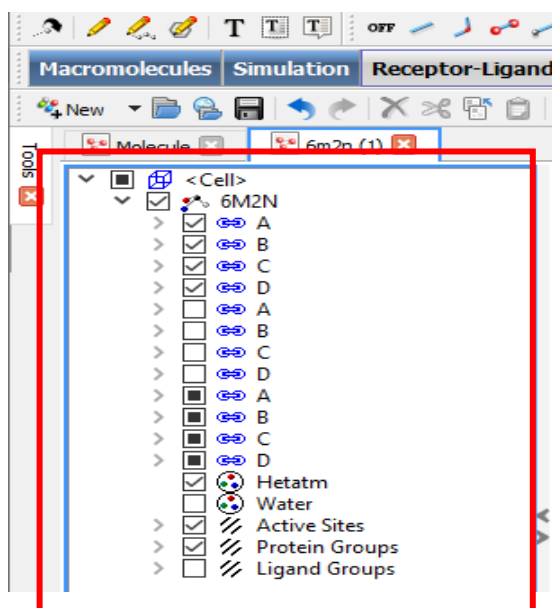 T T T OFF
Macromolecules Simulation Receptor-Ligand
New
Tools
Molecule 6m2n (1)
<Cell>
6M2N
A
B
C
D
A
B
C
D
A
B
C
D
Hetatm
Water
Active Sites
Protein Groups
Ligand Groups